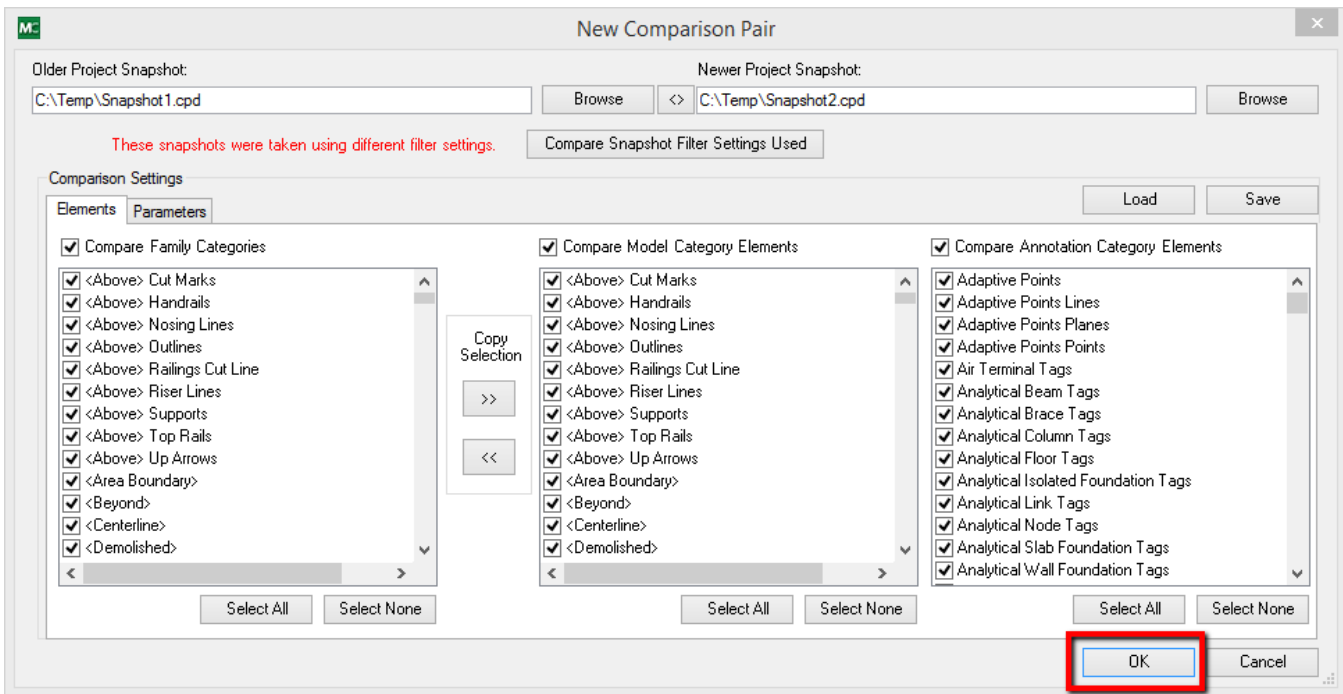 MC
New Comparison Pair
Older Project Snapshot:
Newer Project Snapshot:
C:\Temp\Snapshot1.cpd
Browse
<>
C:\Temp\Snapshot2.cpd
Browse
These snapshots were taken using different filter settings.
Compare Snapshot Filter Settings Used
Comparison Settings
Load
Save
Elements
Parameters
Compare Family Categories
<Above> Cut Marks
<Above> Handrails
<Above> Nosing Lines
<Above> Outlines
<Above> Railings Cut Line
<Above> Riser Lines
<Above> Supports
<Above> Top Rails
<Above> Up Arrows
<Area Boundary>
<Beyond>
<Centerline>
<Demolished>
Select All
Select None
Copy
Selection
>>
<<
Compare Model Category Elements
<Above> Cut Marks
<Above> Handrails
<Above> Nosing Lines
<Above> Outlines
<Above> Railings Cut Line
<Above> Riser Lines
<Above> Supports
<Above> Top Rails
<Above> Up Arrows
<Area Boundary>
<Beyond>
<Centerline>
<Demolished>
Select All
Select None
Compare Annotation Category Elements
Adaptive Points
Adaptive Points Lines
Adaptive Points Planes
Adaptive Points Points
Air Terminal Tags
Analytical Beam Tags
Analytical Brace Tags
Analytical Column Tags
Analytical Floor Tags
Analytical Isolated Foundation Tags
Analytical Link Tags
Analytical Node Tags
Analytical Slab Foundation Tags
Analytical Wall Foundation Tags
Select All
Select None
OK
Cancel